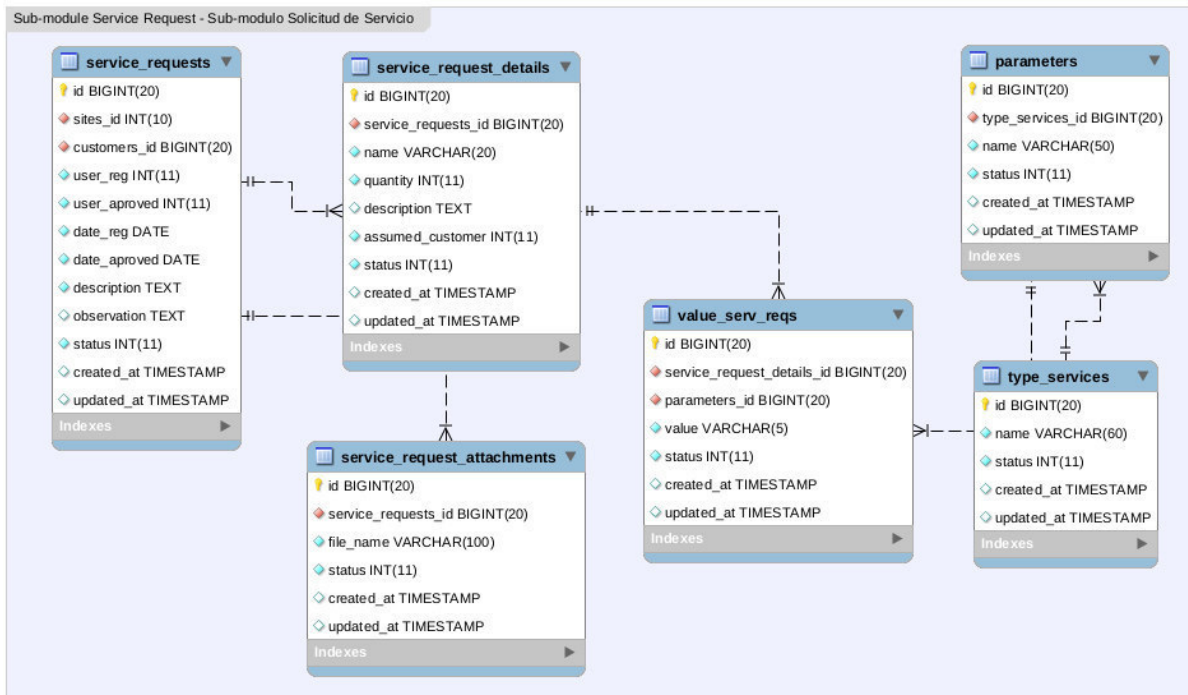 Sub-module Service Request - Sub-modulo Solicitud de Servicio
service_requests
id BIGINT(20)
sites_id INT(10)
customers_id BIGINT(20)
user_reg INT(11)
user_aproved INT(11)
date_reg DATE
date_aproved DATE
description TEXT
observation TEXT
status INT(11)
created_at TIMESTAMP
updated_at TIMESTAMP
Indexes
service_request_details
id BIGINT(20)
service_requests_id BIGINT(20)
name VARCHAR(20)
quantity INT(11)
description TEXT
assumed_customer INT(11)
status INT(11)
created_at TIMESTAMP
updated_at TIMESTAMP
Indexes
service_request_attachments
id BIGINT(20)
service_requests_id BIGINT(20)
file_name VARCHAR(100)
status INT(11)
created_at TIMESTAMP
updated_at TIMESTAMP
Indexes
value_serv_reqs
id BIGINT(20)
service_request_details_id BIGINT(20)
parameters_id BIGINT(20)
value VARCHAR(5)
status INT(11)
created_at TIMESTAMP
updated_at TIMESTAMP
Indexes
parameters
id BIGINT(20)
type_services_id BIGINT(20)
name VARCHAR(50)
status INT(11)
created_at TIMESTAMP
updated_at TIMESTAMP
Indexes
type_services
id BIGINT(20)
name VARCHAR(60)
status INT(11)
created_at TIMESTAMP
updated_at TIMESTAMP
Indexes